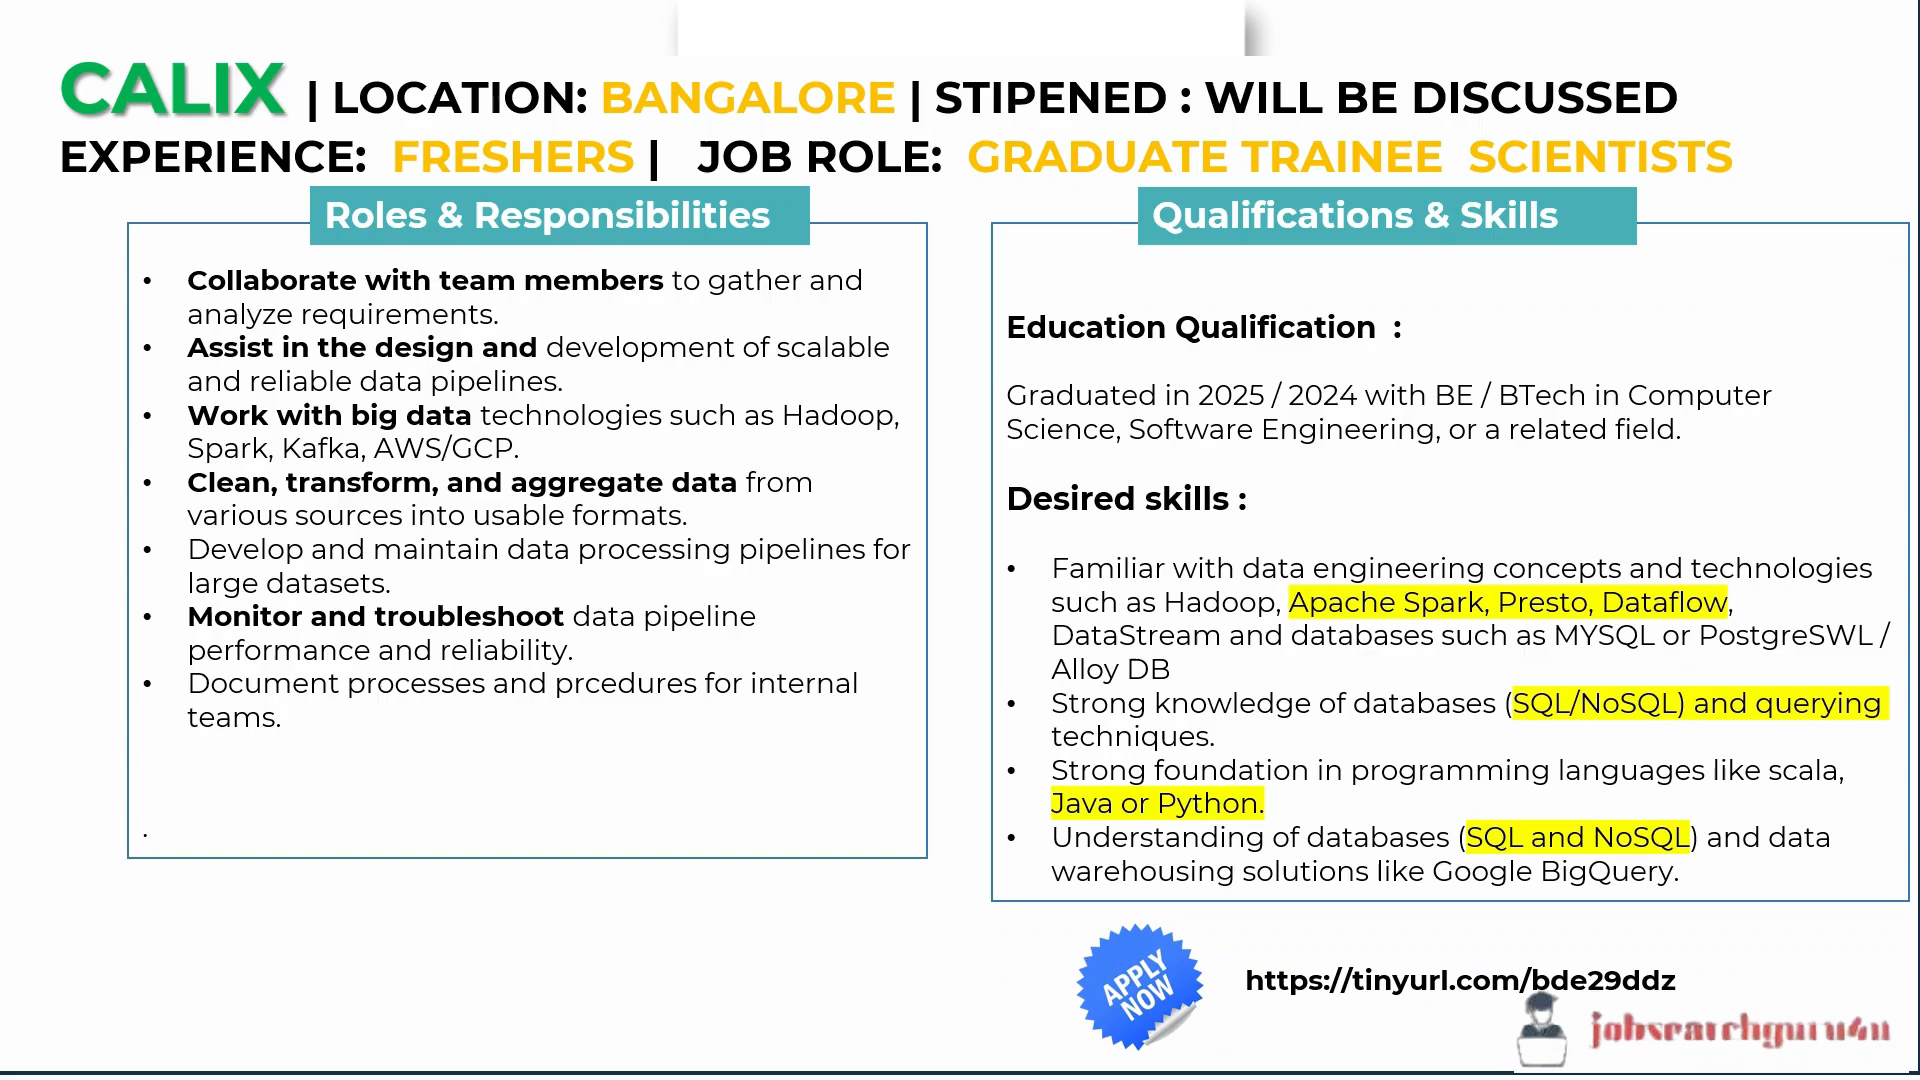 CALIX | LOCATION: BANGALORE | STIPENED : WILL BE DISCUSSED
EXPERIENCE: FRESHERS | JOB ROLE: GRADUATE TRAINEE SCIENTISTS
Roles & Responsibilities
• Collaborate with team members to gather and
analyze requirements.
• Assist in the design and development of scalable
and reliable data pipelines.
• Work with big data technologies such as Hadoop,
Spark, Kafka, AWS/GCP.
• Clean, transform, and aggregate data from
various sources into usable formats.
• Develop and maintain data processing pipelines for
large datasets.
• Monitor and troubleshoot data pipeline
performance and reliability.
• Document processes and prcedures for internal
teams.
.
Qualifications & Skills
Education Qualification :
Graduated in 2025 / 2024 with BE / BTech in Computer
Science, Software Engineering, or a related field.
Desired skills :
• Familiar with data engineering concepts and technologies
such as Hadoop, Apache Spark, Presto, Dataflow,
DataStream and databases such as MYSQL or PostgreSWL /
Alloy DB
• Strong knowledge of databases (SQL/NoSQL) and querying
techniques.
• Strong foundation in programming languages like scala,
Java or Python.
• Understanding of databases (SQL and NoSQL) and data
warehousing solutions like Google BigQuery.
APPLY
NOW
https://tinyurl.com/bde29ddz
jobsearchguru4u